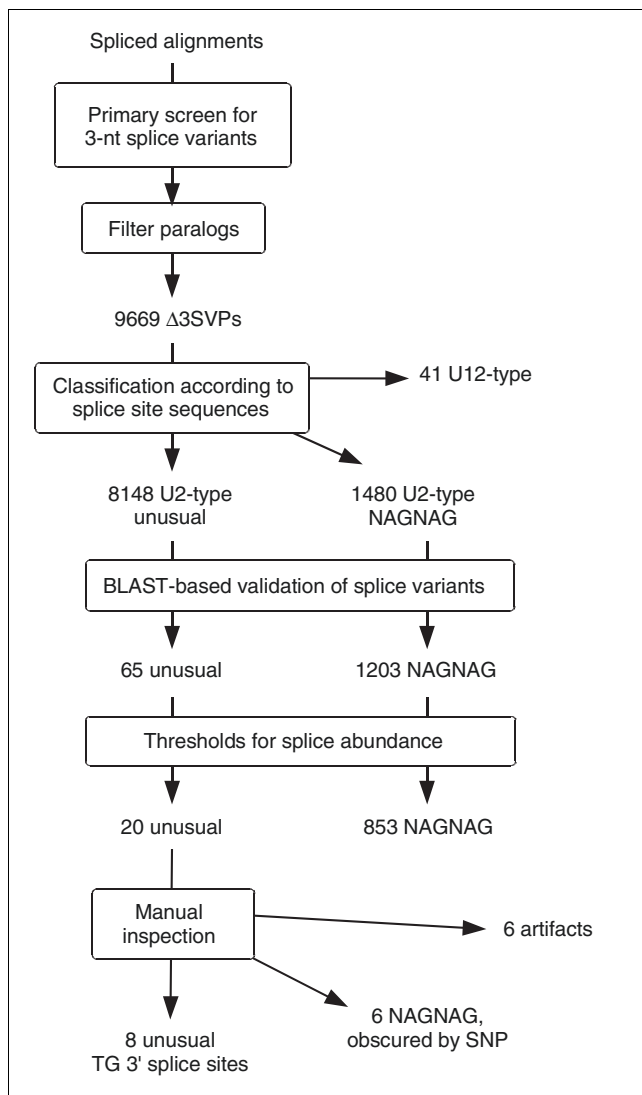 Spliced alignments
Primary screen for
3-nt splice variants
Filter paralogs
9669 Δ3SVPs
Classification according to
splice site sequences
41 U12-type
8148 U2-type
unusual
1480 U2-type
NAGNAG
BLAST-based validation of splice variants
65 unusual
1203 NAGNAG
Thresholds for splice abundance
20 unusual
853 NAGNAG
Manual
inspection
6 artifacts
6 NAGNAG,
obscured by SNP
8 unusual
TG 3' splice sites